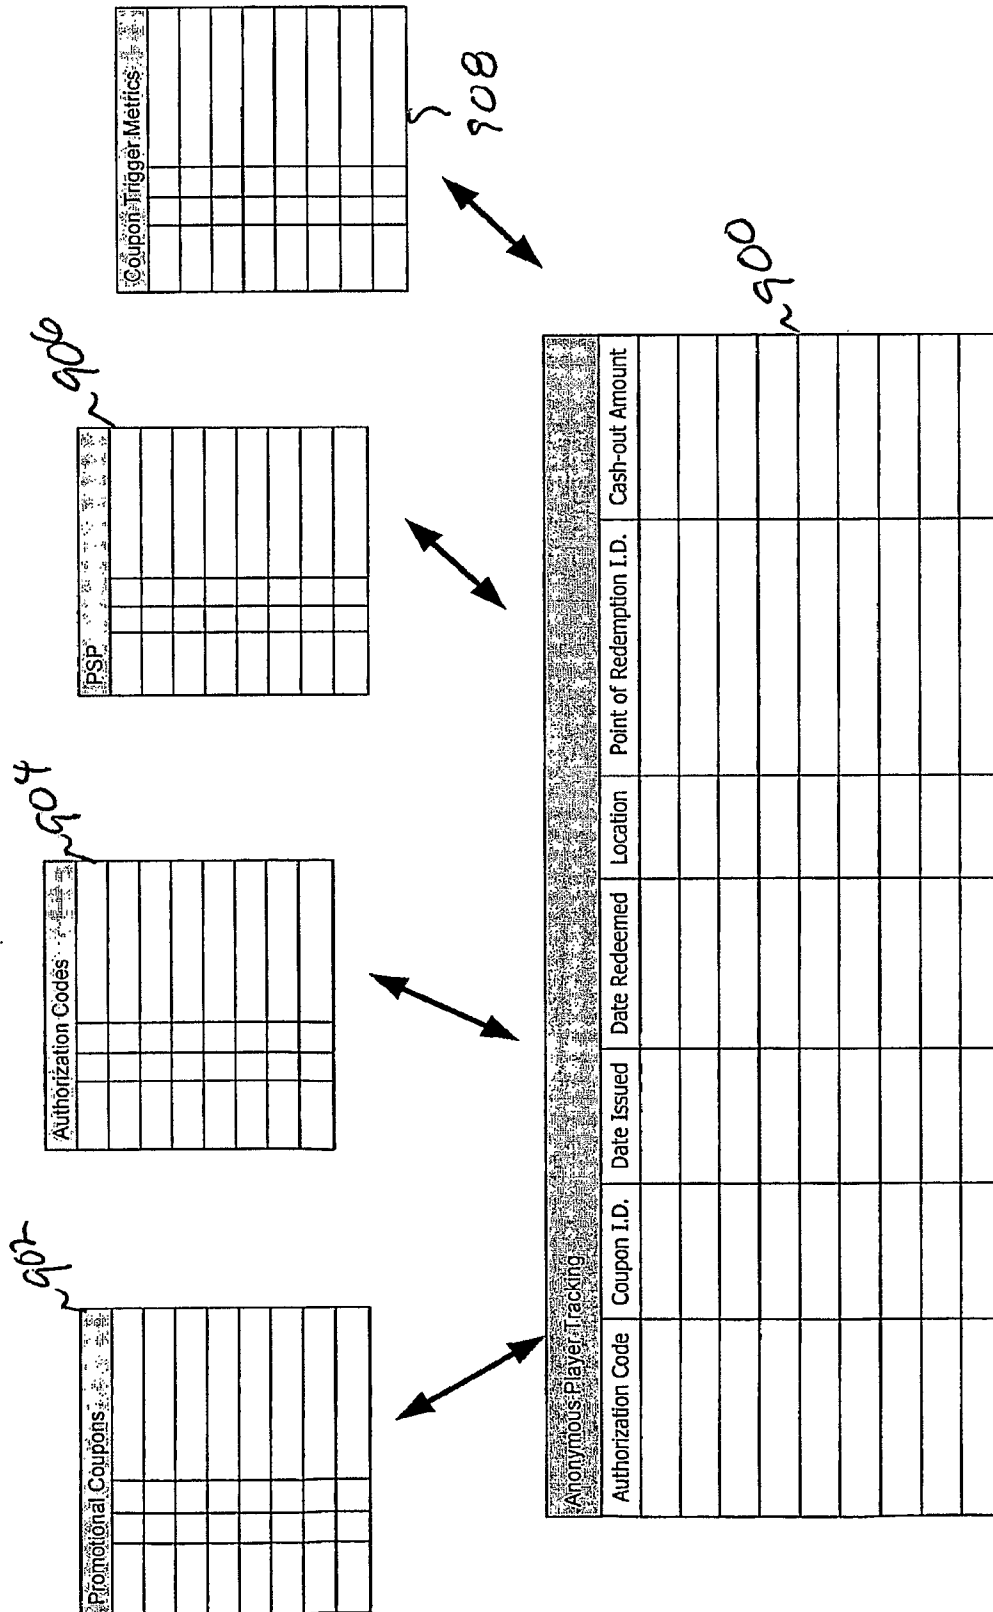 Promotional Coupons
902
Authorization Codes
904
PSP
906
Coupon Trigger Metrics
908
Anonymous Player Tracking
900
Authorization Code
Coupon I.D.
Date Issued
Date Redeemed
Location
Point of Redemption I.D.
Cash-out Amount